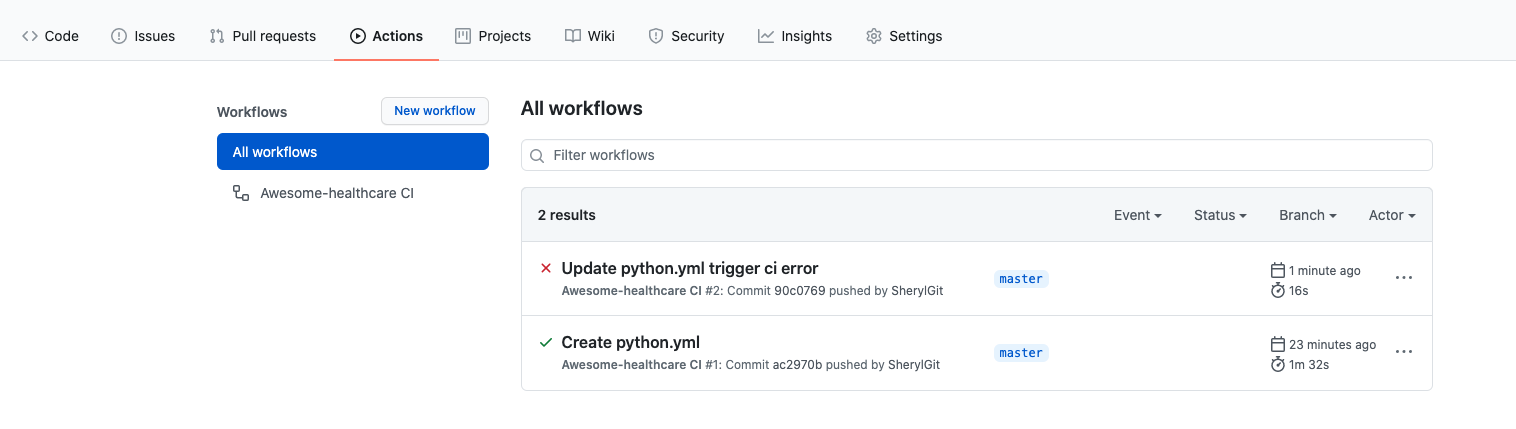 Code Issues Pull requests Actions Projects Wiki Security Insights Settings
Workflows
New workflow
All workflows
Awesome-healthcare CI
All workflows
Filter workflows
2 results Event Status Branch Actor
Update python.yml trigger ci error
Awesome-healthcare CI #2: Commit 90c0769 pushed by SherylGit
master
1 minute ago
16s
Create python.yml
Awesome-healthcare CI #1: Commit ac2970b pushed by SherylGit
master
23 minutes ago
1m 32s